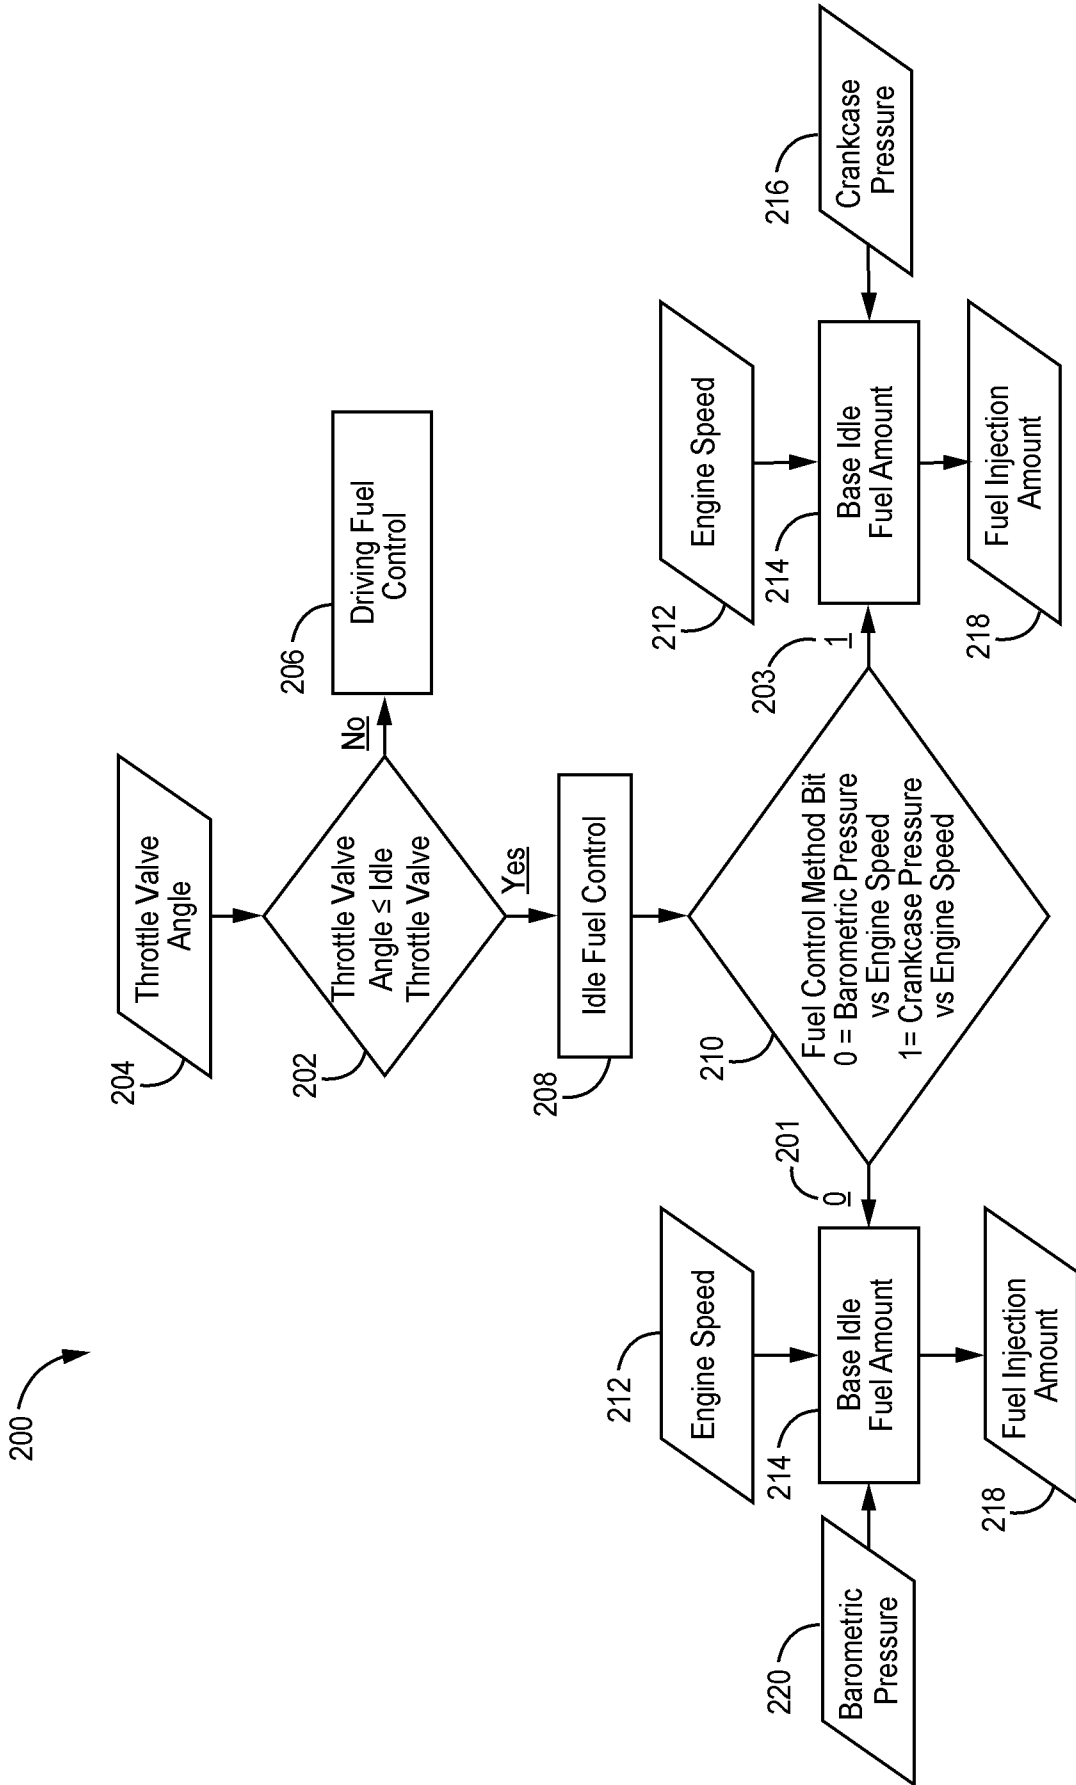 200
204
Throttle Valve
Angle
202
Throttle Valve
Angle ≤ Idle
Throttle Valve
No
206
Driving Fuel
Control
Yes
208
Idle Fuel Control
210
Fuel Control Method Bit
0 = Barometric Pressure
vs Engine Speed
1= Crankcase Pressure
vs Engine Speed
201
0
212
Engine Speed
220
Barometric
Pressure
214
Base Idle
Fuel Amount
218
Fuel Injection
Amount
203
1
212
Engine Speed
214
Base Idle
Fuel Amount
216
Crankcase
Pressure
218
Fuel Injection
Amount